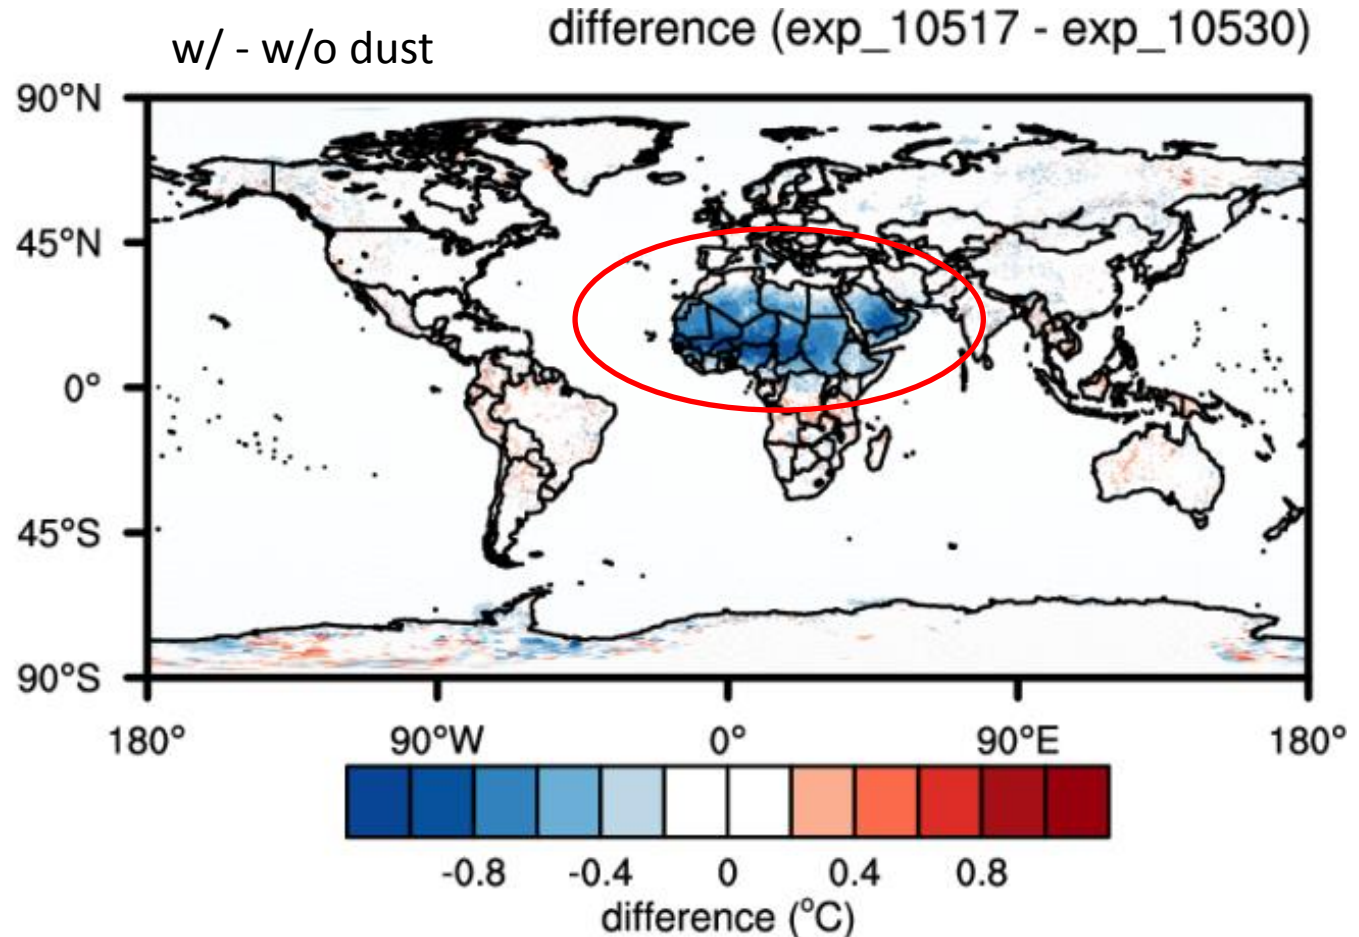 w/ - w/o dust
difference (exp_10517 - exp_10530)
90°N
45°N
0°
45°S
90°S
180° 90°W 0° 90°E 180°
-0.8 -0.4 0 0.4 0.8
difference (°C)